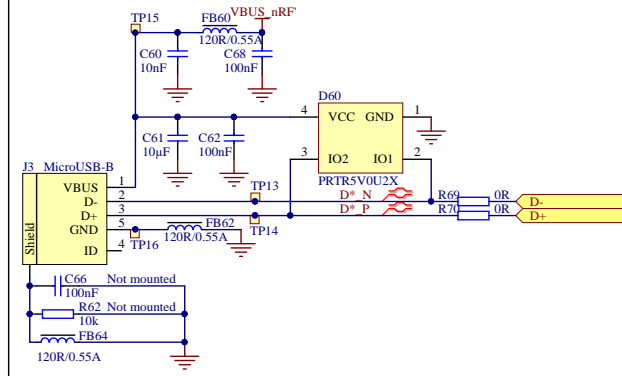 TP15
FB60
VBUS_nRF'
120R/0.55A
C60
10nF
C68
100nF
D60
4
VCC
GND
1
C61
10µF
C62
100nF
3
IO2
IO1
2
PRTR5V0U2X
J3
MicroUSB-B
VBUS
1
D-
2
D+
3
GND
5
ID
4
Shield
TP13
D*_N
R69
0R
D-
D*_P
R70
0R
D+
TP14
TP16
FB62
120R/0.55A
C66
Not mounted
100nF
R62
Not mounted
10k
FB64
120R/0.55A